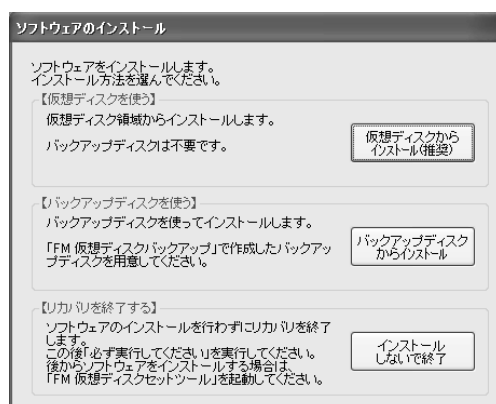 ソフトウェアのインストール
ソフトウェアをインストールします。
インストール方法を選んでください。
【仮想ディスクを使う】
仮想ディスク領域からインストールします。
バックアップディスクは不要です。
仮想ディスクから
インストール(推奨)
【バックアップディスクを使う】
バックアップディスクを使ってインストールします。
「FM 仮想ディスクバックアップ」で作成したバックアッ
プディスクを用意してください。
バックアップディスク
からインストール
【リカバリを終了する】
ソフトウェアのインストールを行わずにリカバリを終了
します。
この後「必ず実行してください」を実行してください。
後からソフトウェアをインストールする場合は、
「FM 仮想ディスクセットツール」を起動してください。
インストール
しないで終了